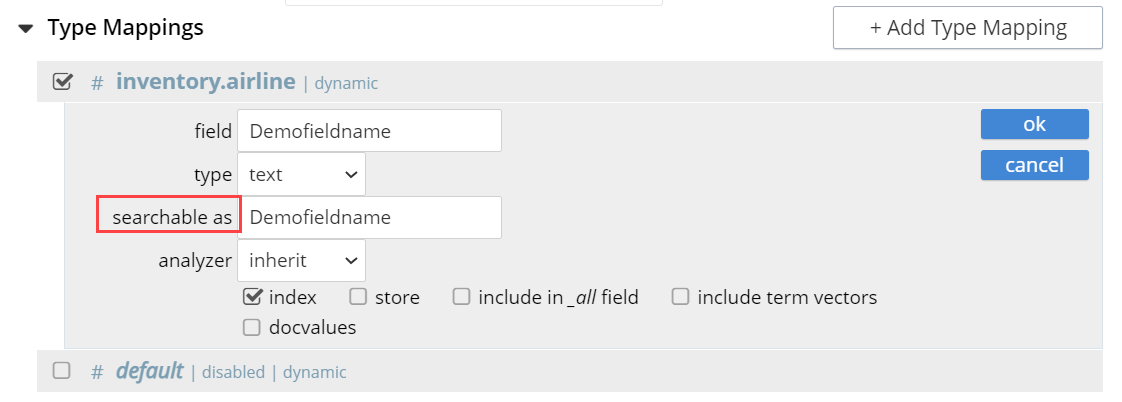 Type Mappings
+ Add Type Mapping
# inventory.airline | dynamic
field Demofieldname
ok
type text
cancel
searchable as Demofieldname
analyzer inherit
index store include in _all field include term vectors
docvalues
# default | disabled | dynamic